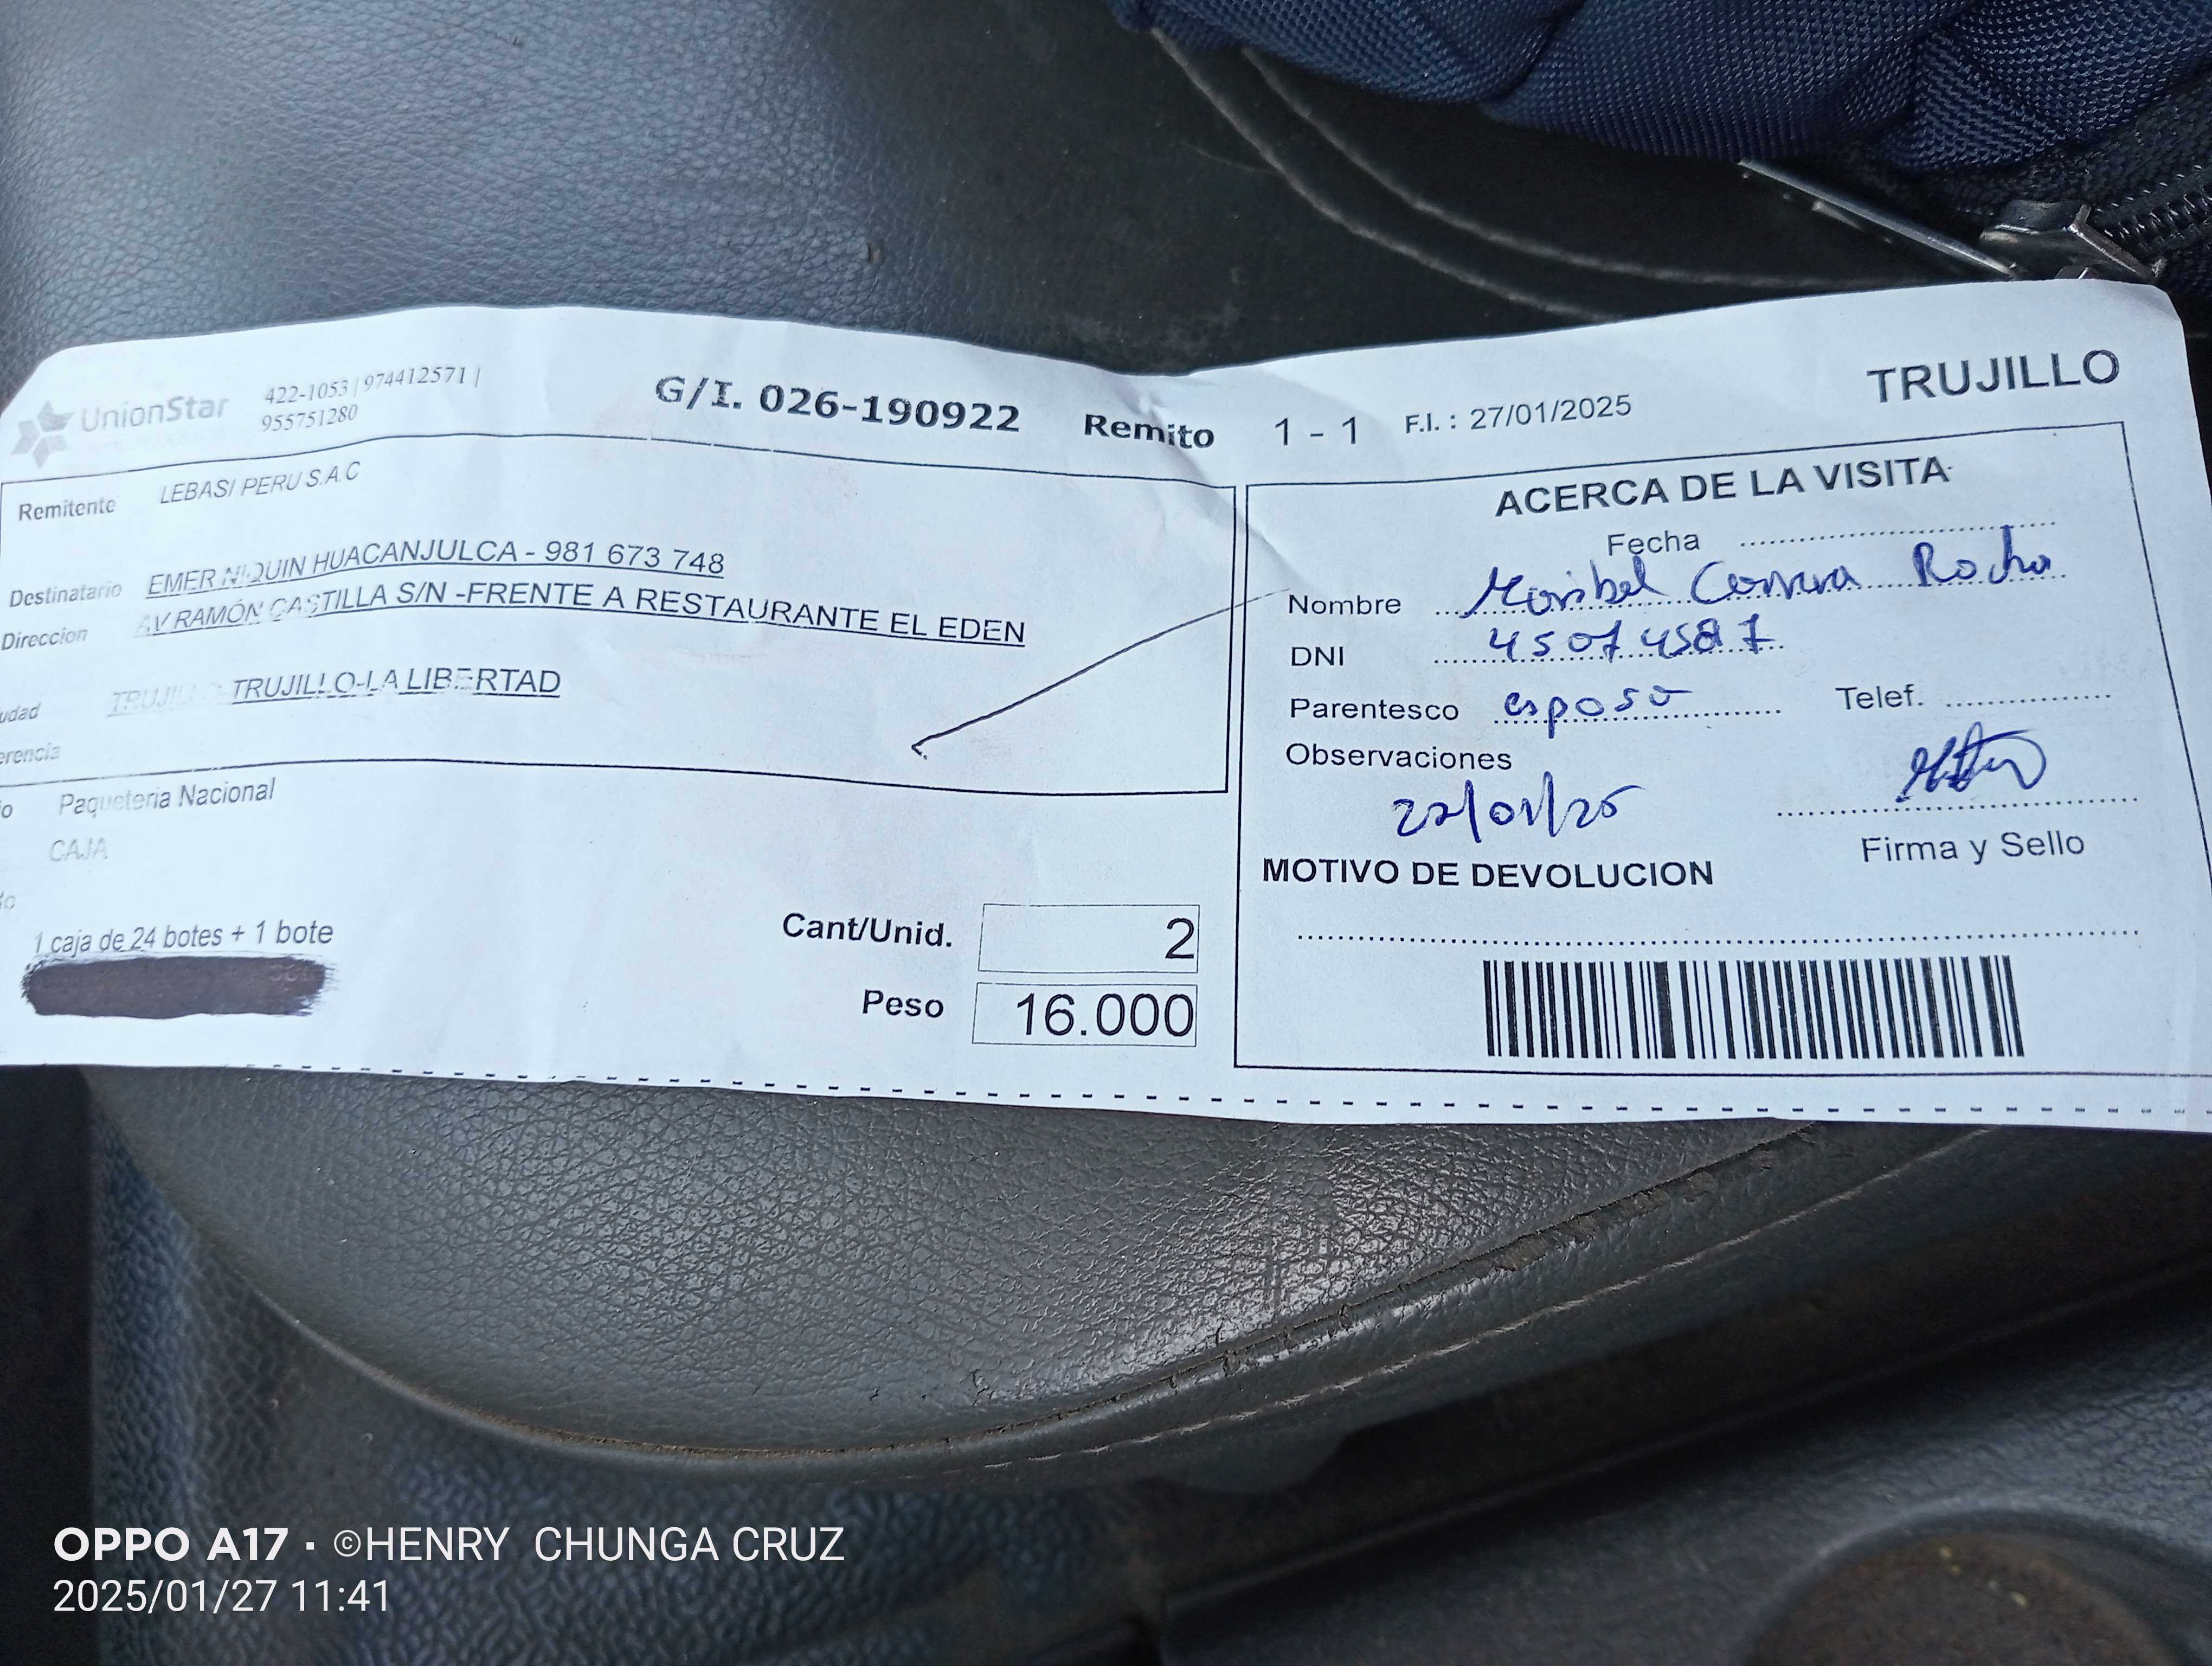 UnionStar 422-1053 | 974412571 |
955751280
G/I. 026-190922 Remito 1 - 1 F.I. : 27/01/2025 TRUJILLO
Remitente LEBASI PERU S.A.C
Destinatario EMER NIQUIN HUACANJULCA - 981 673 748
Direccion AV RAMÓN CASTILLA S/N -FRENTE A RESTAURANTE EL EDEN
udad TRUJILLO-TRUJILLO-LA LIBERTAD
erencia
o Paqueteria Nacional
CAJA
1 caja de 24 botes + 1 bote
Cant/Unid. 2
Peso 16.000
ACERCA DE LA VISITA
Fecha
Nombre Maribel Rocha
DNI 45074587
Parentesco esposa Telef.
Observaciones
27/01/25
Firma y Sello
MOTIVO DE DEVOLUCION
OPPO A17 · ©HENRY CHUNGA CRUZ
2025/01/27 11:41